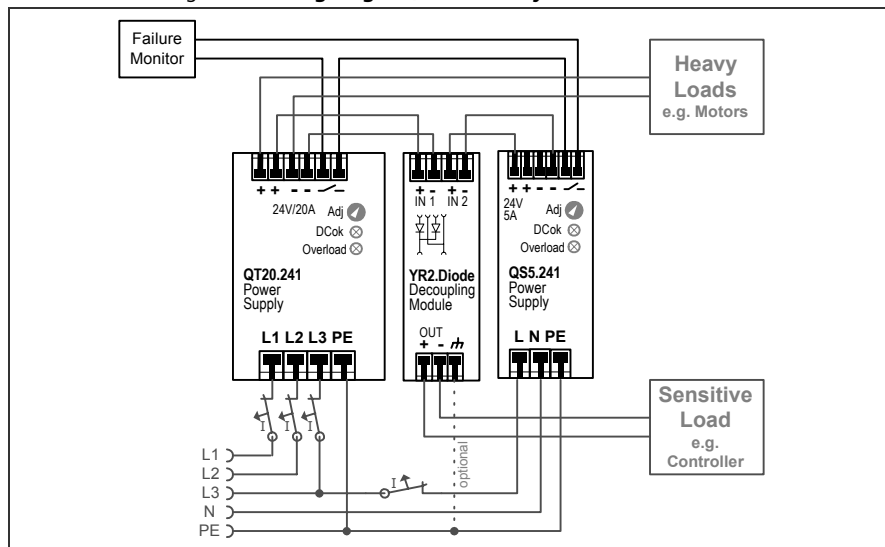 Failure
Monitor
Heavy
Loads
e.g. Motors
+ + - -
+ - + -
IN 1 IN 2
+ + - -
24V/20A
Adj
DCok
Overload
24V
5A
Adj
DCok
Overload
QT20.241
Power
Supply
YR2.Diode
Decoupling
Module
QS5.241
Power
Supply
L1 L2 L3 PE
OUT
+ -
L N PE
I I I
Sensitive
Load
e.g.
Controller
optional
I
L1
L2
L3
N
PE